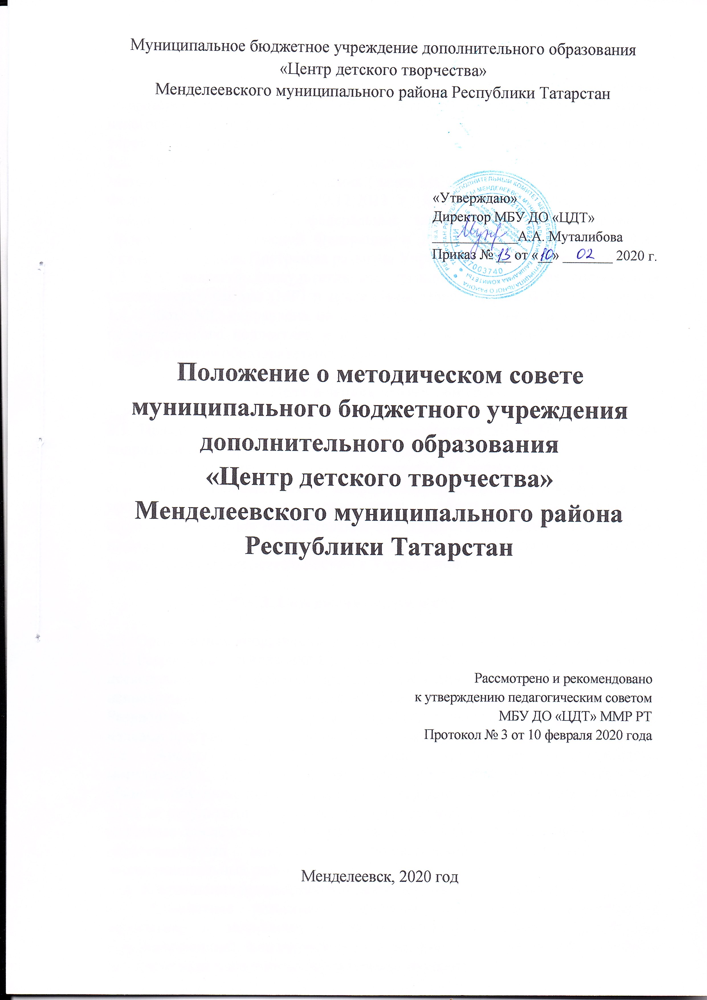 Муниципальное бюджетное учреждение дополнительного образования
«Центр детского творчества»
Менделеевского муниципального района Республики Татарстан
«Утверждаю»
Директор МБУ ДО «ЦДТ»
____________А.А. Муталибова
Приказ № 13 от «10» 02 2020 г.
Положение о методическом совете
муниципального бюджетного учреждения
дополнительного образования
«Центр детского творчества»
Менделеевского муниципального района
Республики Татарстан
Рассмотрено и рекомендовано
к утверждению педагогическим советом
МБУ ДО «ЦДТ» ММР РТ
Протокол № 3 от 10 февраля 2020 года
Менделеевск, 2020 год